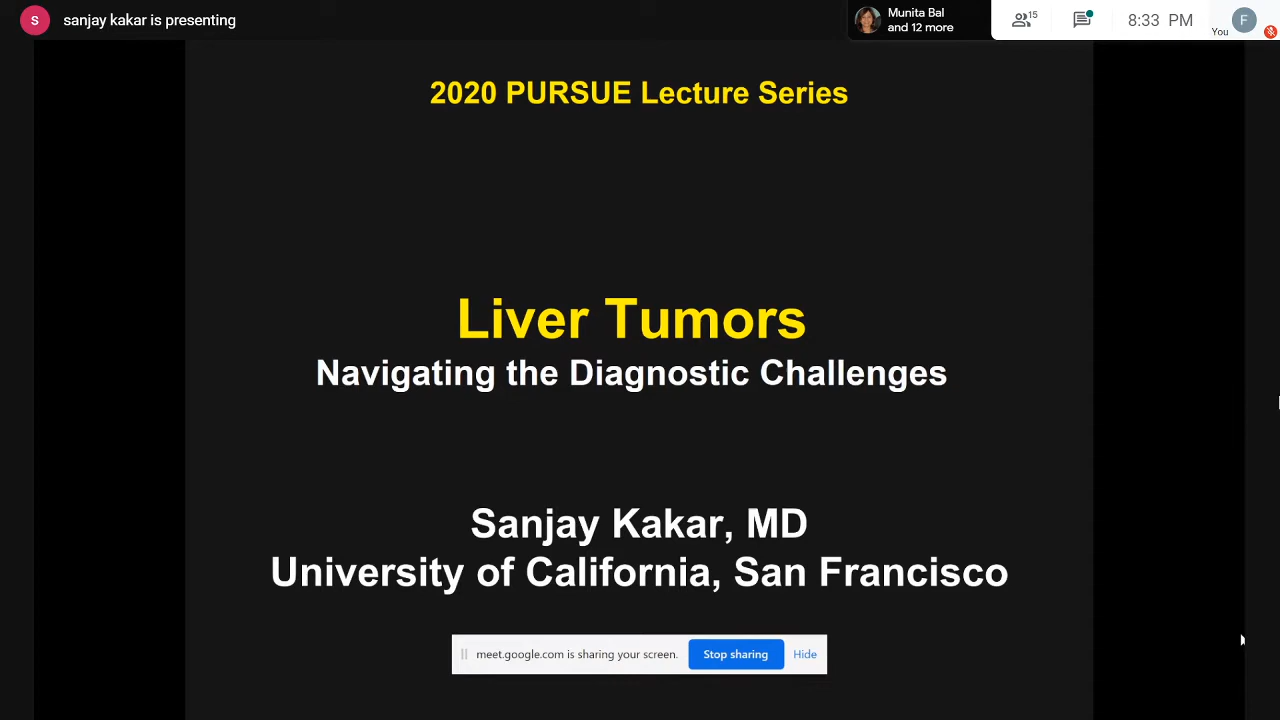 S
sanjay kakar is presenting
Munita Bal
and 12 more
15
8:33 PM
You
F
2020 PURSUE Lecture Series
Liver Tumors
Navigating the Diagnostic Challenges
Sanjay Kakar, MD
University of California, San Francisco
meet.google.com is sharing your screen.
Stop sharing
Hide